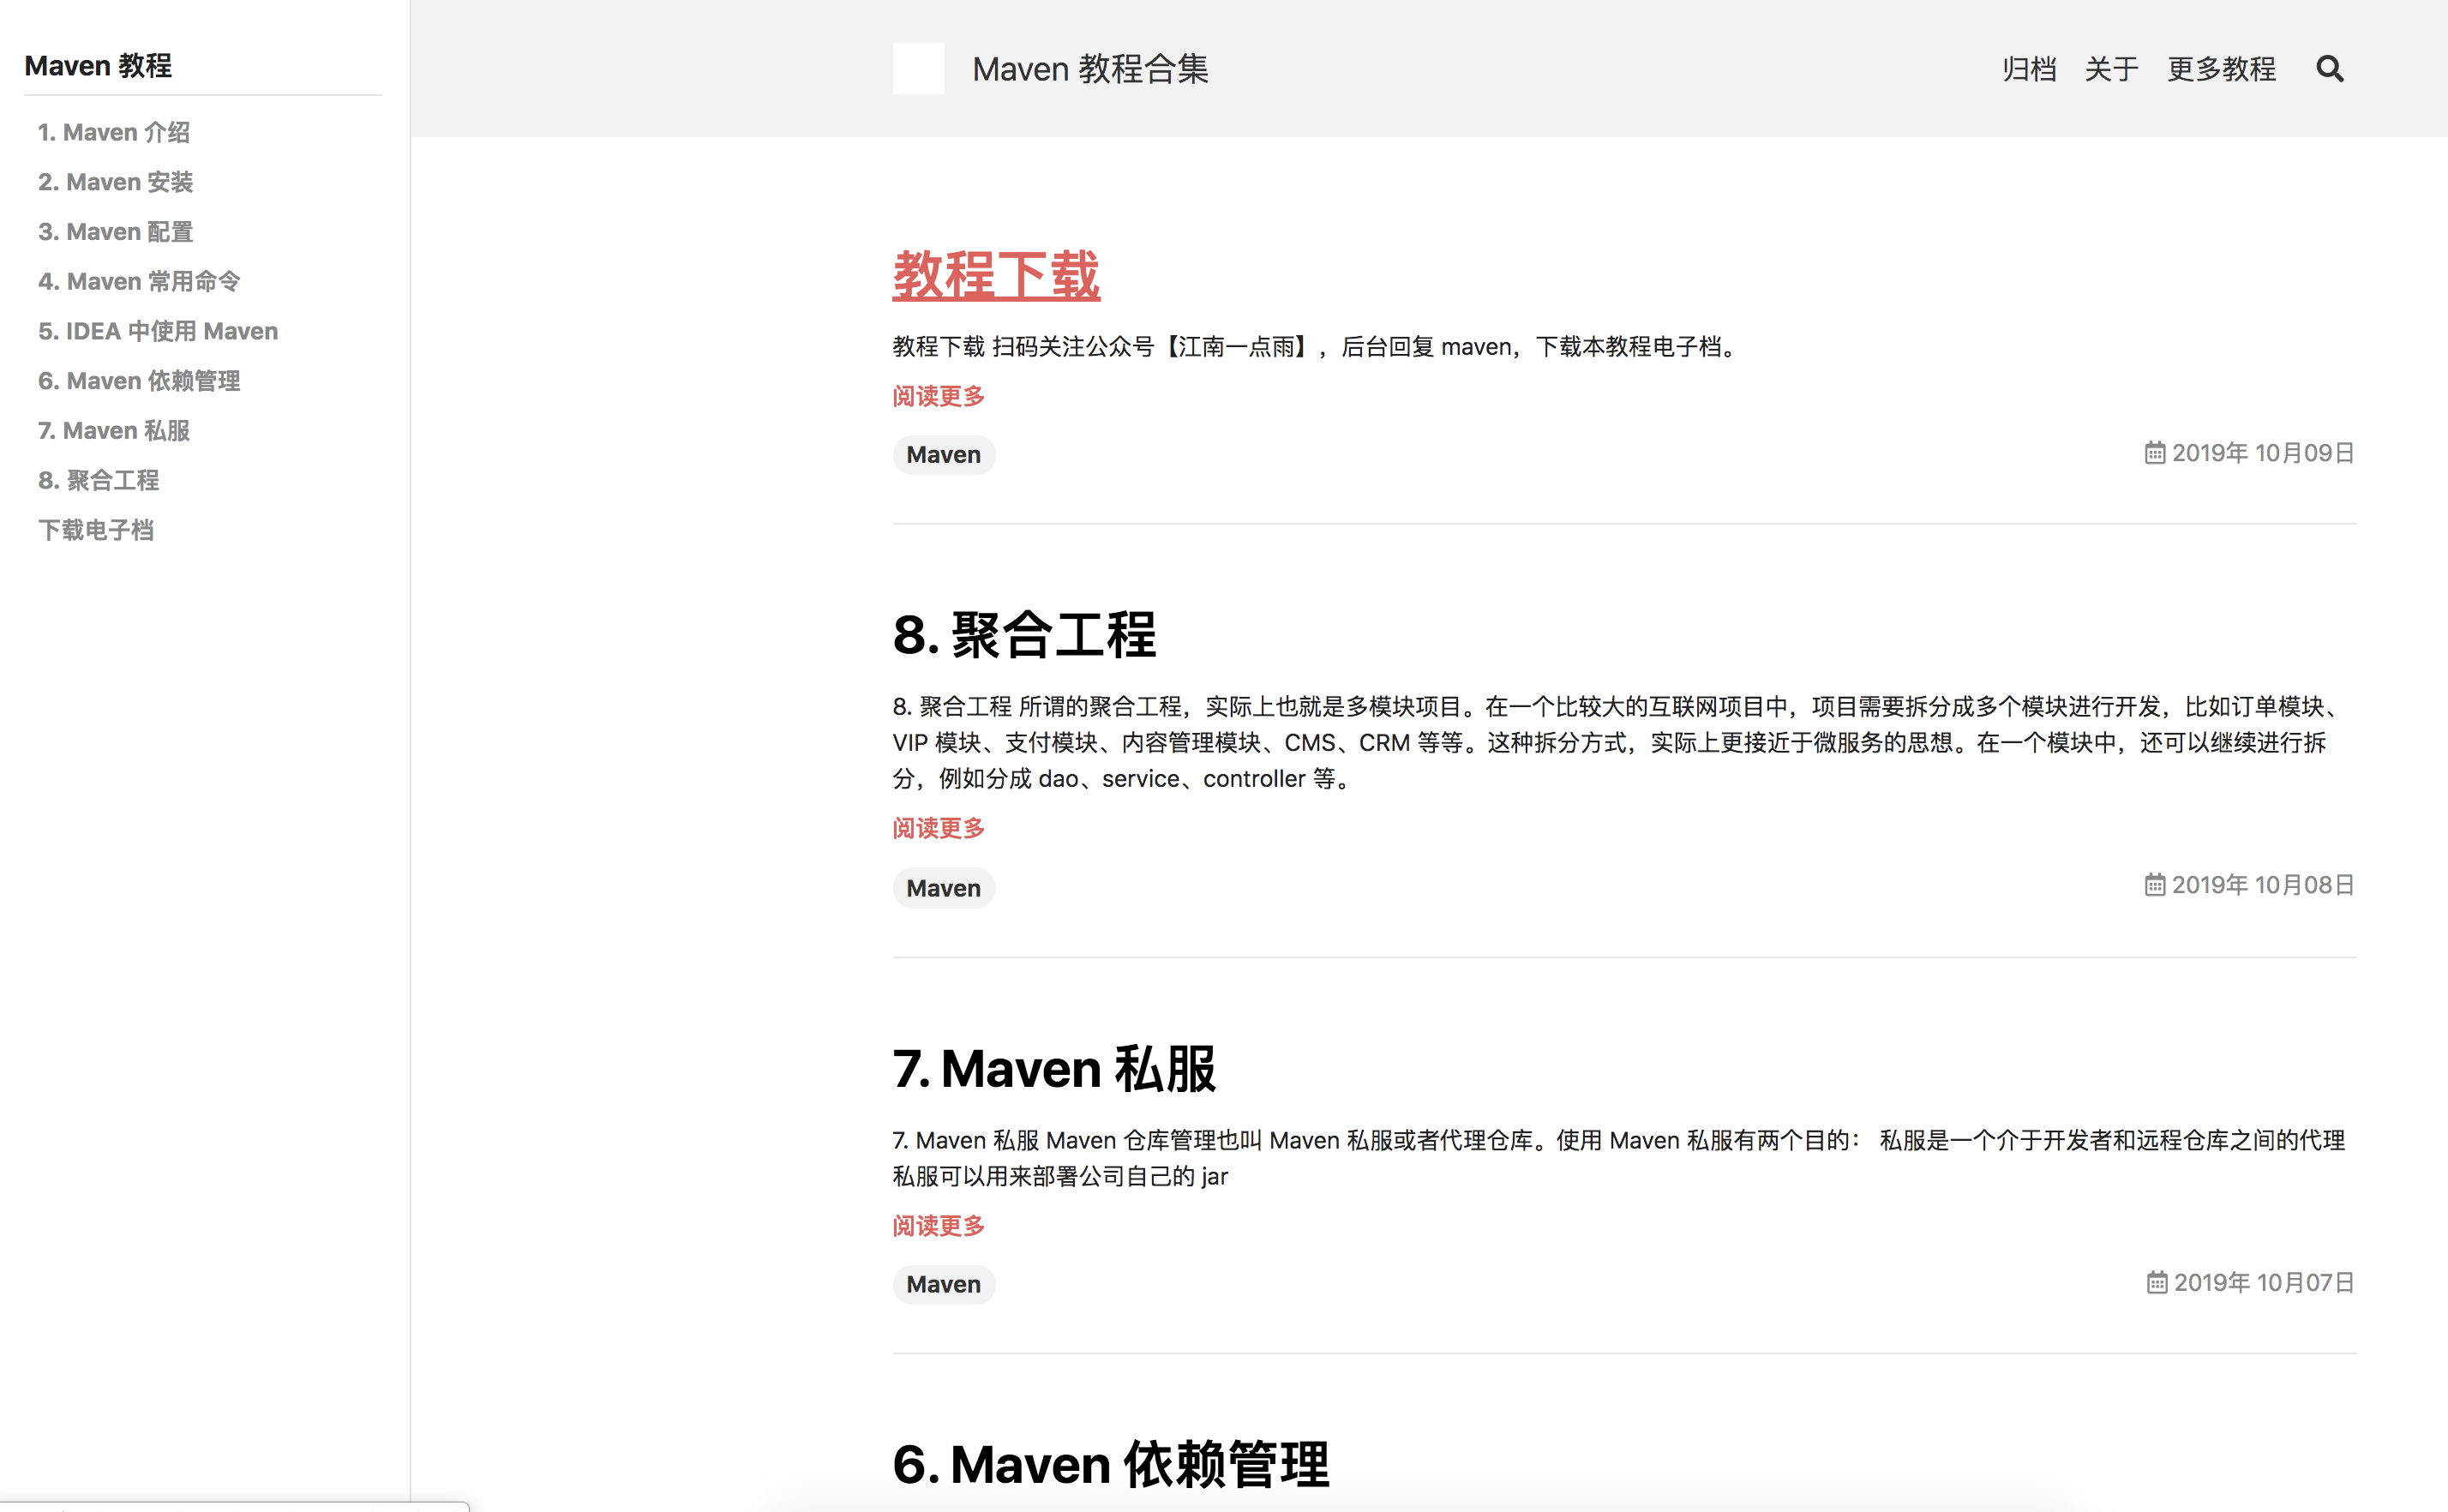 Maven 教程
1. Maven 介绍
2. Maven 安装
3. Maven 配置
4. Maven 常用命令
5. IDEA 中使用 Maven
6. Maven 依赖管理
7. Maven 私服
8. 聚合工程
下载电子档
Maven 教程合集
归档 关于 更多教程
教程下载
教程下载 扫码关注公众号【江南一点雨】，后台回复 maven，下载本教程电子档。
阅读更多
Maven 2019年 10月09日
8. 聚合工程
8. 聚合工程 所谓的聚合工程，实际上也就是多模块项目。在一个比较大的互联网项目中，项目需要拆分成多个模块进行开发，比如订单模块、
VIP 模块、支付模块、内容管理模块、CMS、CRM 等等。这种拆分方式，实际上更接近于微服务的思想。在一个模块中，还可以继续进行拆
分，例如分成 dao、service、controller 等。
阅读更多
Maven 2019年 10月08日
7. Maven 私服
7. Maven 私服 Maven 仓库管理也叫 Maven 私服或者代理仓库。使用 Maven 私服有两个目的： 私服是一个介于开发者和远程仓库之间的代理
私服可以用来部署公司自己的 jar
阅读更多
Maven 2019年 10月07日
6. Maven 依赖管理